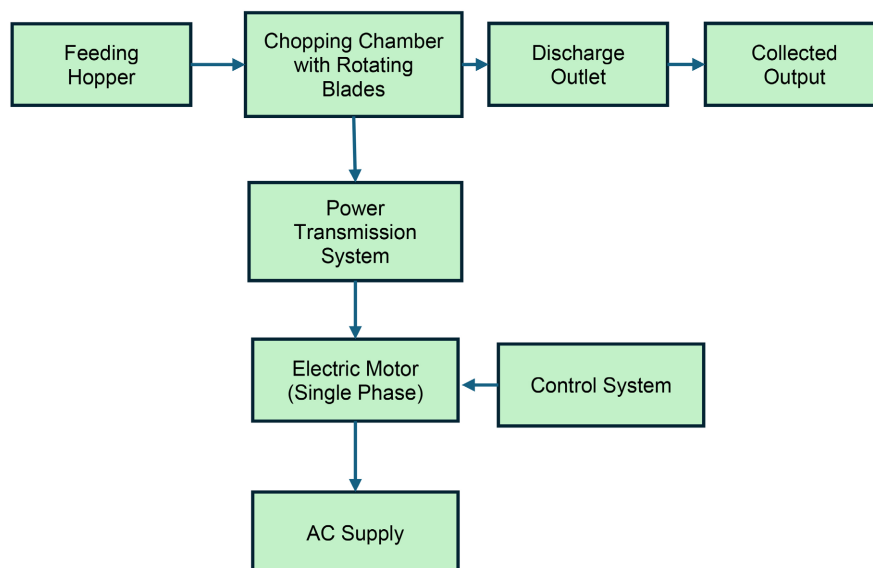 Feeding
Hopper
Chopping Chamber
with Rotating
Blades
Discharge
Outlet
Collected
Output
Power
Transmission
System
Electric Motor
(Single Phase)
Control System
AC Supply